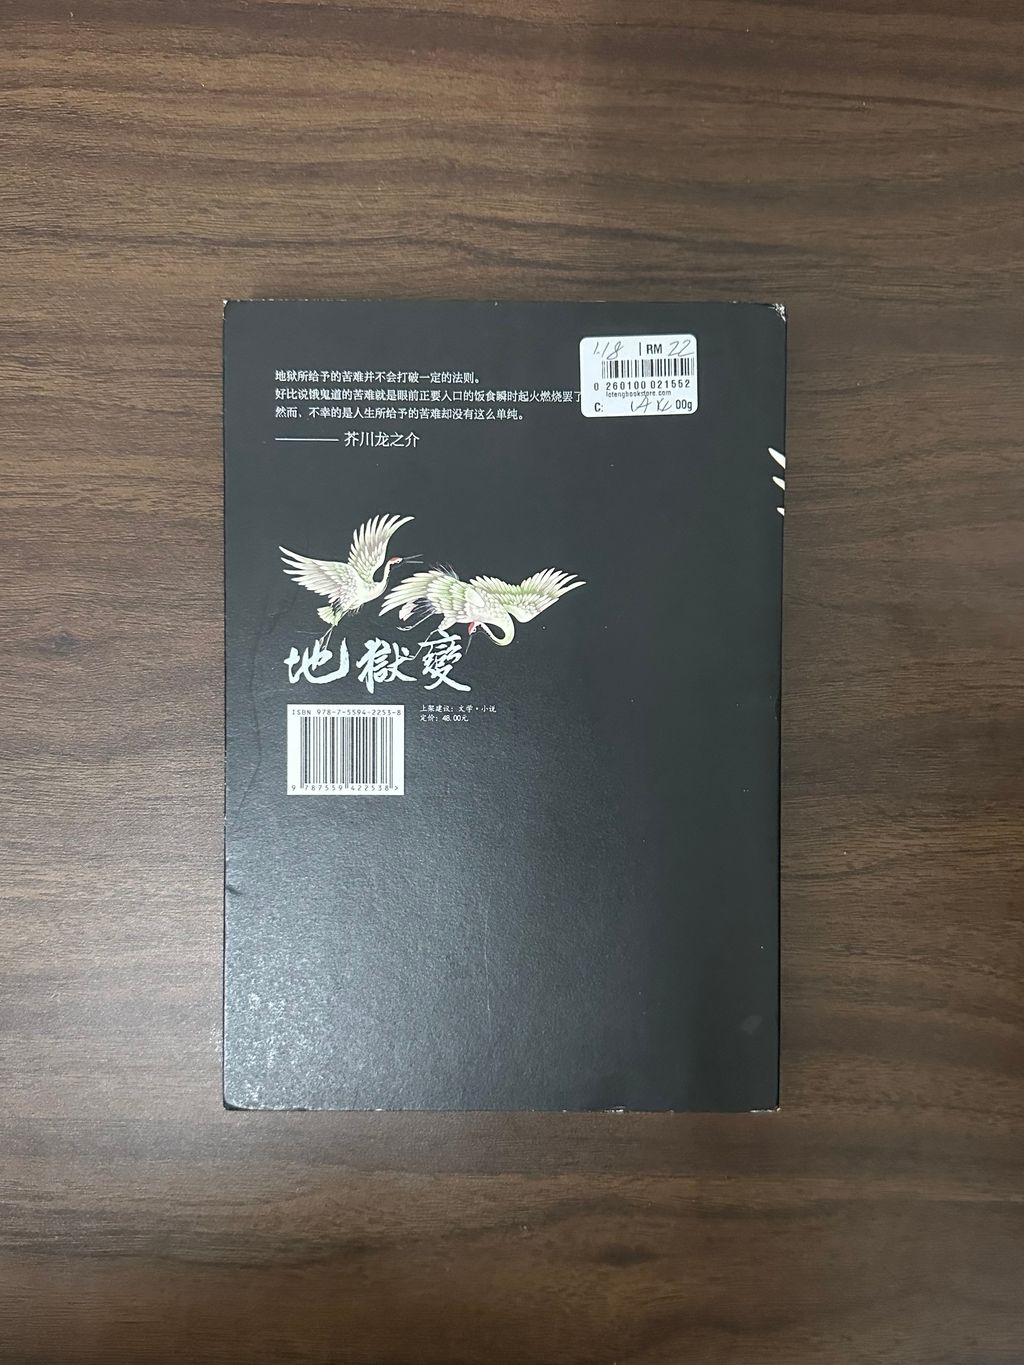 地狱所给予的苦难并不会打破一定的法则。
好比说饿鬼道的苦难就是眼前正要入口的饭食瞬时起火燃烧罢了
然而、不幸的是人生所给予的苦难却没有这么单纯。
——— 芥川龙之介
RM 22
0 260100 021552
C: 00g
地獄變
ISBN 978-7-5594-2253-8
9 787559 422538 >
上架建议：文学·小说
定价：48.00元